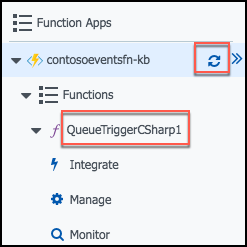 Function Apps
contosoeventsfn-kb
Functions
f QueueTriggerCSharp1
Integrate
Manage
Monitor